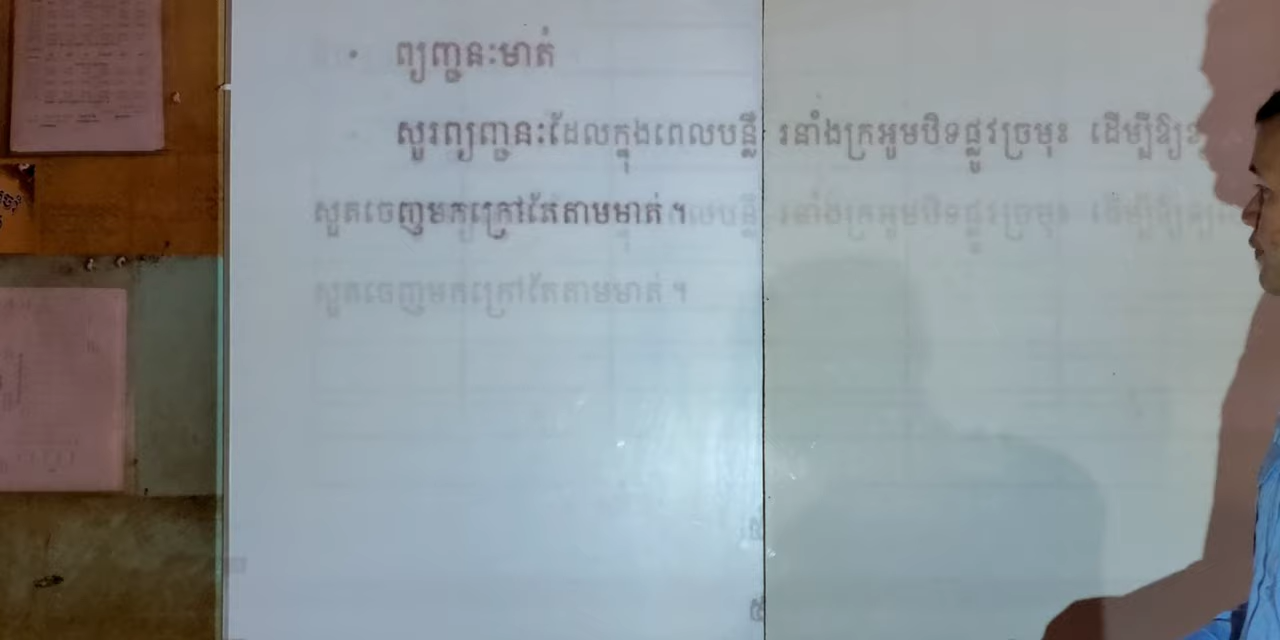 • ព្យញ្ជនៈមាត់
សូរព្យញ្ជនៈដែលក្នុងពេលបន្លឺ រនាំងក្រអូមបិទផ្លូវច្រមុះ ដើម្បីឱ្យ
សួតចេញមកក្រៅតែតាមមាត់ ។